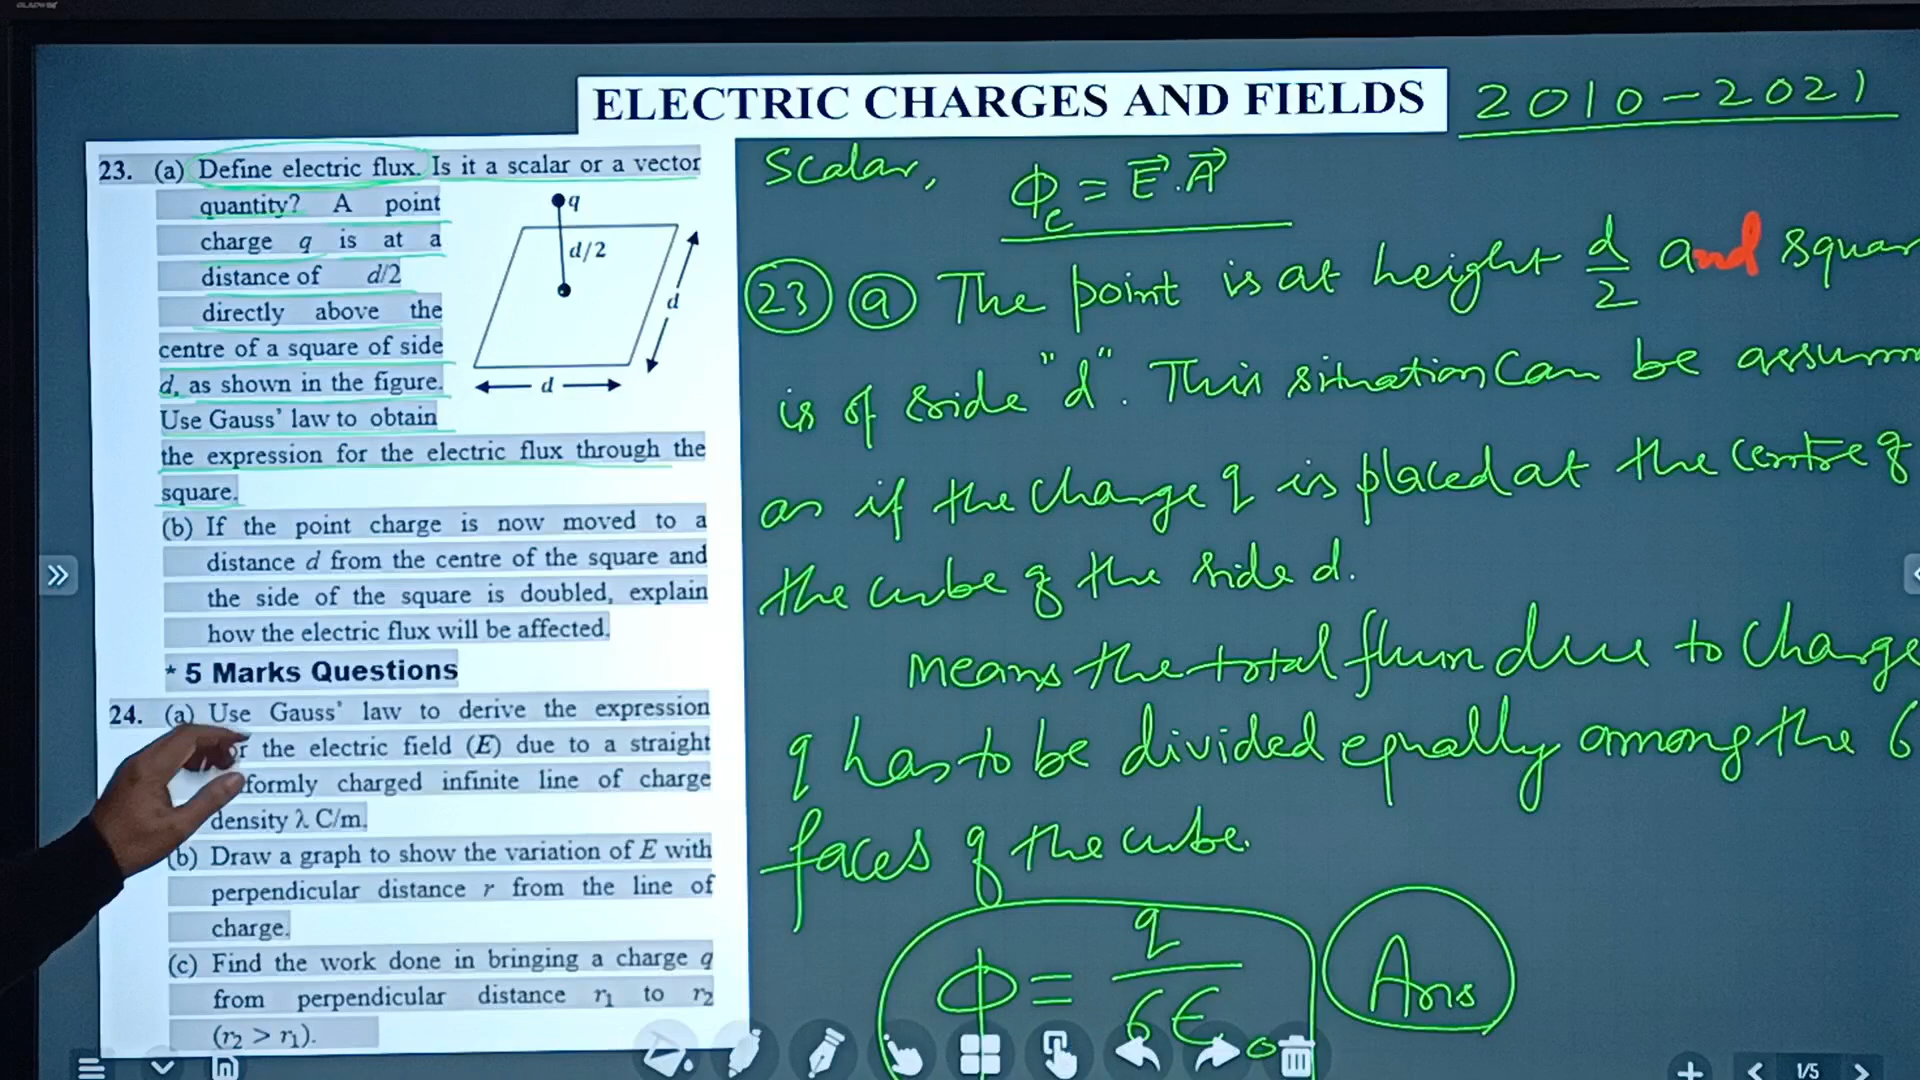 ELECTRIC CHARGES AND FIELDS 2010-2021
23. (a) Define electric flux. Is it a scalar or a vector
quantity? A point
charge q is at a
distance of d/2
directly above the
centre of a square of side
d, as shown in the figure.
Use Gauss' law to obtain
the expression for the electric flux through the
square.
q
d/2
d
d
(b) If the point charge is now moved to a
distance d from the centre of the square and
the side of the square is doubled, explain
how the electric flux will be affected.
* 5 Marks Questions
24. (a) Use Gauss' law to derive the expression
the electric field (E) due to a straight
formly charged infinite line of charge
density λ C/m.
(b) Draw a graph to show the variation of E with
perpendicular distance r from the line of
charge.
(c) Find the work done in bringing a charge q
from perpendicular distance r₁ to r₂
(r₂ > r₁).
Scalar, ϕe = E⃗.A⃗
23 a The point is at height d/2 and squar
is of side "d". This situation can be assum
as if the charge q is placed at the centre of
the cube of the side d.
Means the total flux due to charge
q has to be divided equally among the 6
faces of the cube.
ϕ = q/6ϵ₀ Ans
1/5